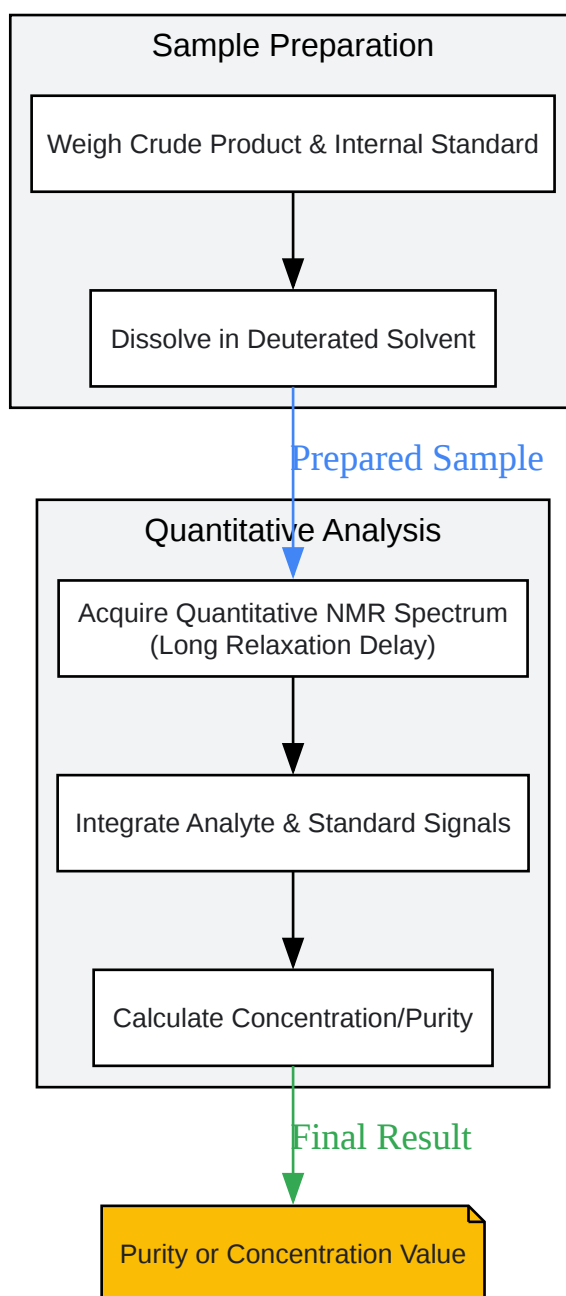 Sample Preparation
Weigh Crude Product & Internal Standard
Dissolve in Deuterated Solvent
Prepared Sample
Quantitative Analysis
Acquire Quantitative NMR Spectrum
(Long Relaxation Delay)
Integrate Analyte & Standard Signals
Calculate Concentration/Purity
Final Result
Purity or Concentration Value